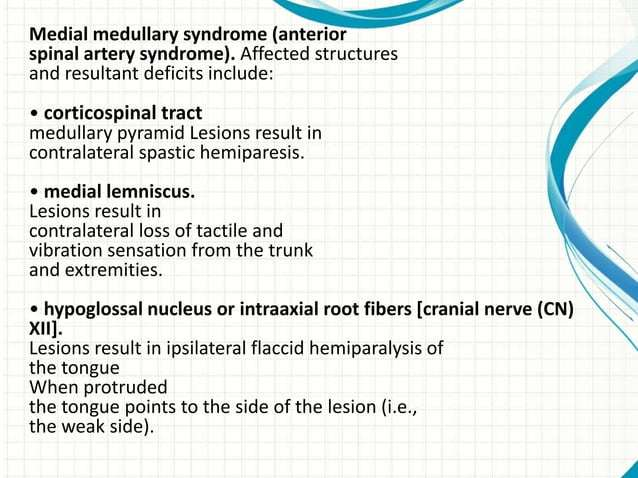 Medial medullary syndrome (anterior
spinal artery syndrome). Affected structures
and resultant deficits include:
• corticospinal tract
medullary pyramid Lesions result in
contralateral spastic hemiparesis.
• medial lemniscus.
Lesions result in
contralateral loss of tactile and
vibration sensation from the trunk
and extremities.
• hypoglossal nucleus or intraaxial root fibers [cranial nerve (CN)
XII].
Lesions result in ipsilateral flaccid hemiparalysis of
the tongue
When protruded
the tongue points to the side of the lesion (i.e.,
the weak side).